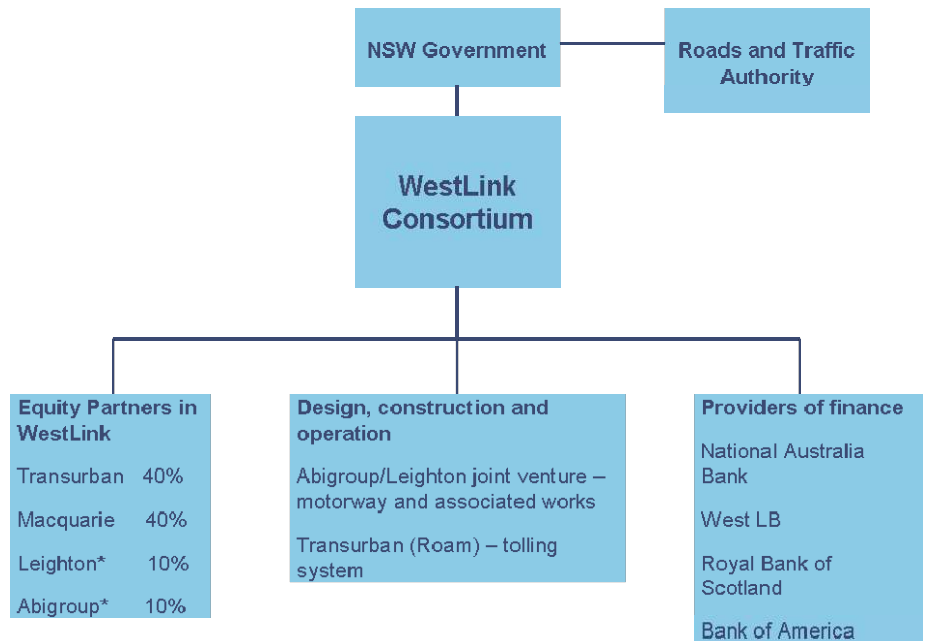 NSW Government
Roads and Traffic
Authority
WestLink
Consortium
Equity Partners in
WestLink
Transurban 40%
Macquarie 40%
Leighton* 10%
Abigroup* 10%
Design, construction and
operation
Abigroup/Leighton joint venture –
motorway and associated works
Transurban (Roam) – tolling
system
Providers of finance
National Australia
Bank
West LB
Royal Bank of
Scotland
Bank of America